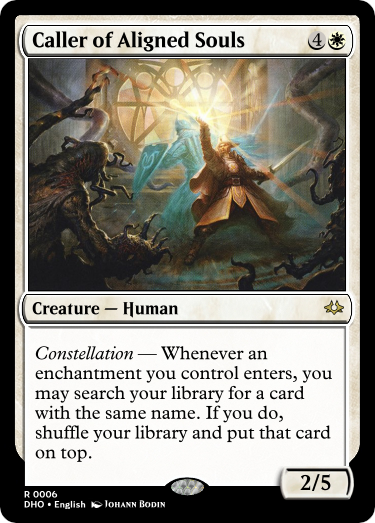 Caller of Aligned Souls 4
Creature — Human
Constellation — Whenever an
enchantment you control enters, you
may search your library for a card
with the same name. If you do,
shuffle your library and put that card
on top.
2/5
R 0006
DHO • English Johann Bodin